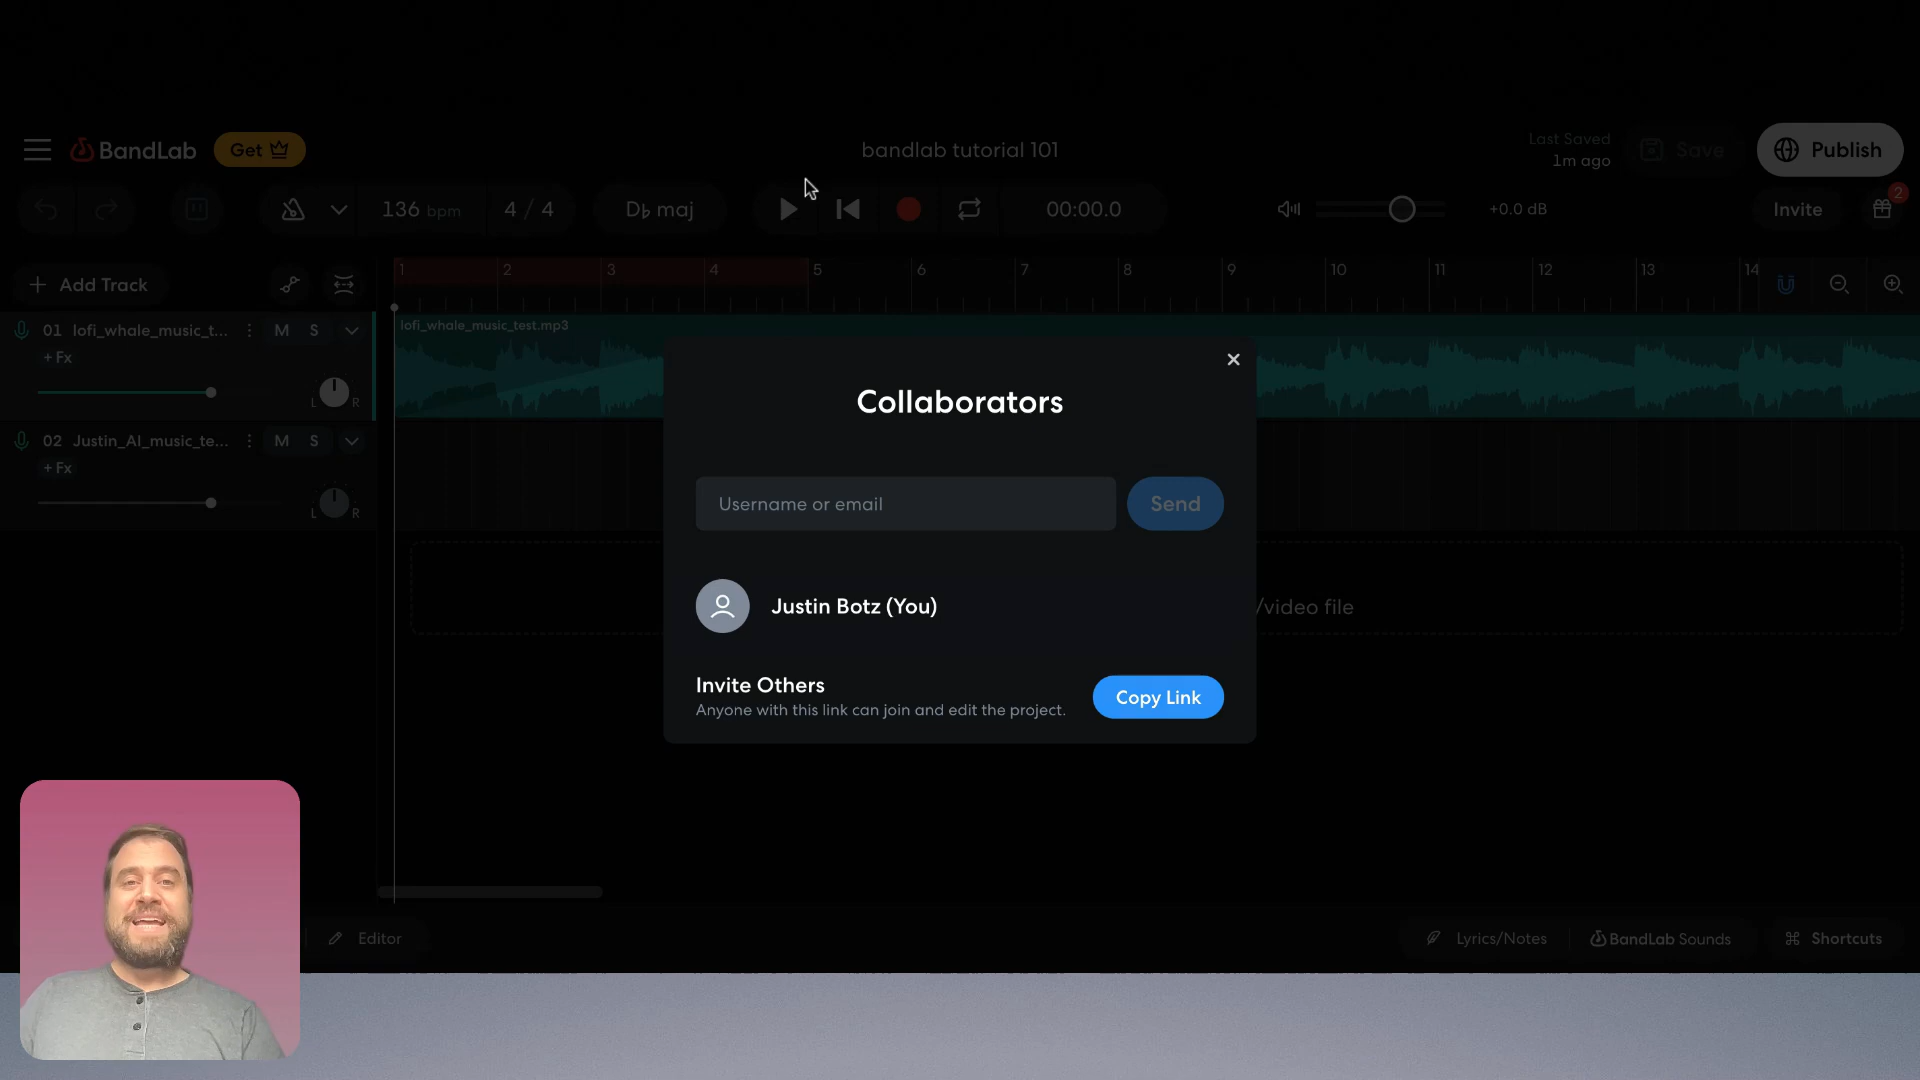 BandLab
Get
bandlab tutorial 101
Last Saved
1m ago
Save
Publish
136 bpm
4 / 4
D♭ maj
00:00.0
+0.0 dB
Invite
2
Add Track
1 2 3 4 5 6 7 8 9 10 11 12 13 14
01 lofi_whale_music_t...
M S
+ Fx
L R
lofi_whale_music_test.mp3
02 Justin_AI_music_te...
M S
+ Fx
L R
Collaborators
Username or email
Send
Justin Botz (You)
/video file
Invite Others
Anyone with this link can join and edit the project.
Copy Link
Editor
Lyrics/Notes
BandLab Sounds
Shortcuts